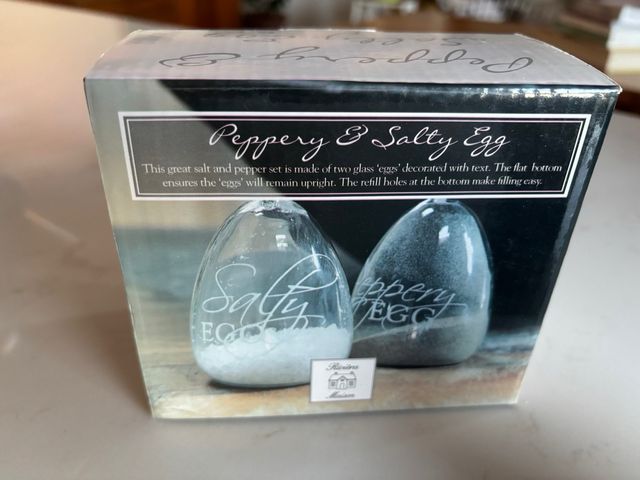 Peppery &
Salty Egg
Peppery & Salty Egg
This great salt and pepper set is made of two glass 'eggs' decorated with text. The flat bottom
ensures the 'eggs' will remain upright. The refill holes at the bottom make filling easy.
Salty
EGG
Peppery
EGG
Rivièra
Maison